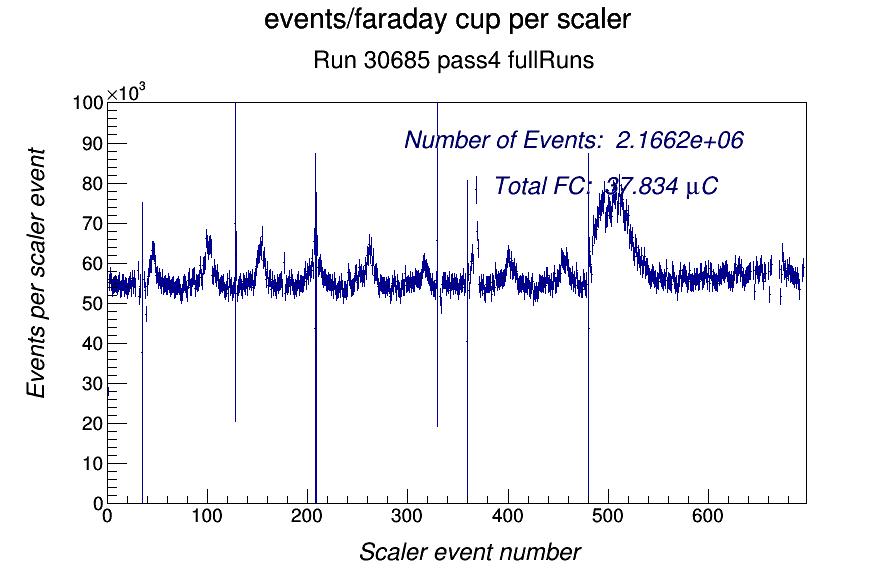 events/faraday cup per scaler
Run 30685 pass4 fullRuns
×10³
100
90
80
70
60
50
40
30
20
10
0
Events per scaler event
Number of Events: 2.1662e+06
Total FC: 37.834 μC
0 100 200 300 400 500 600
Scaler event number